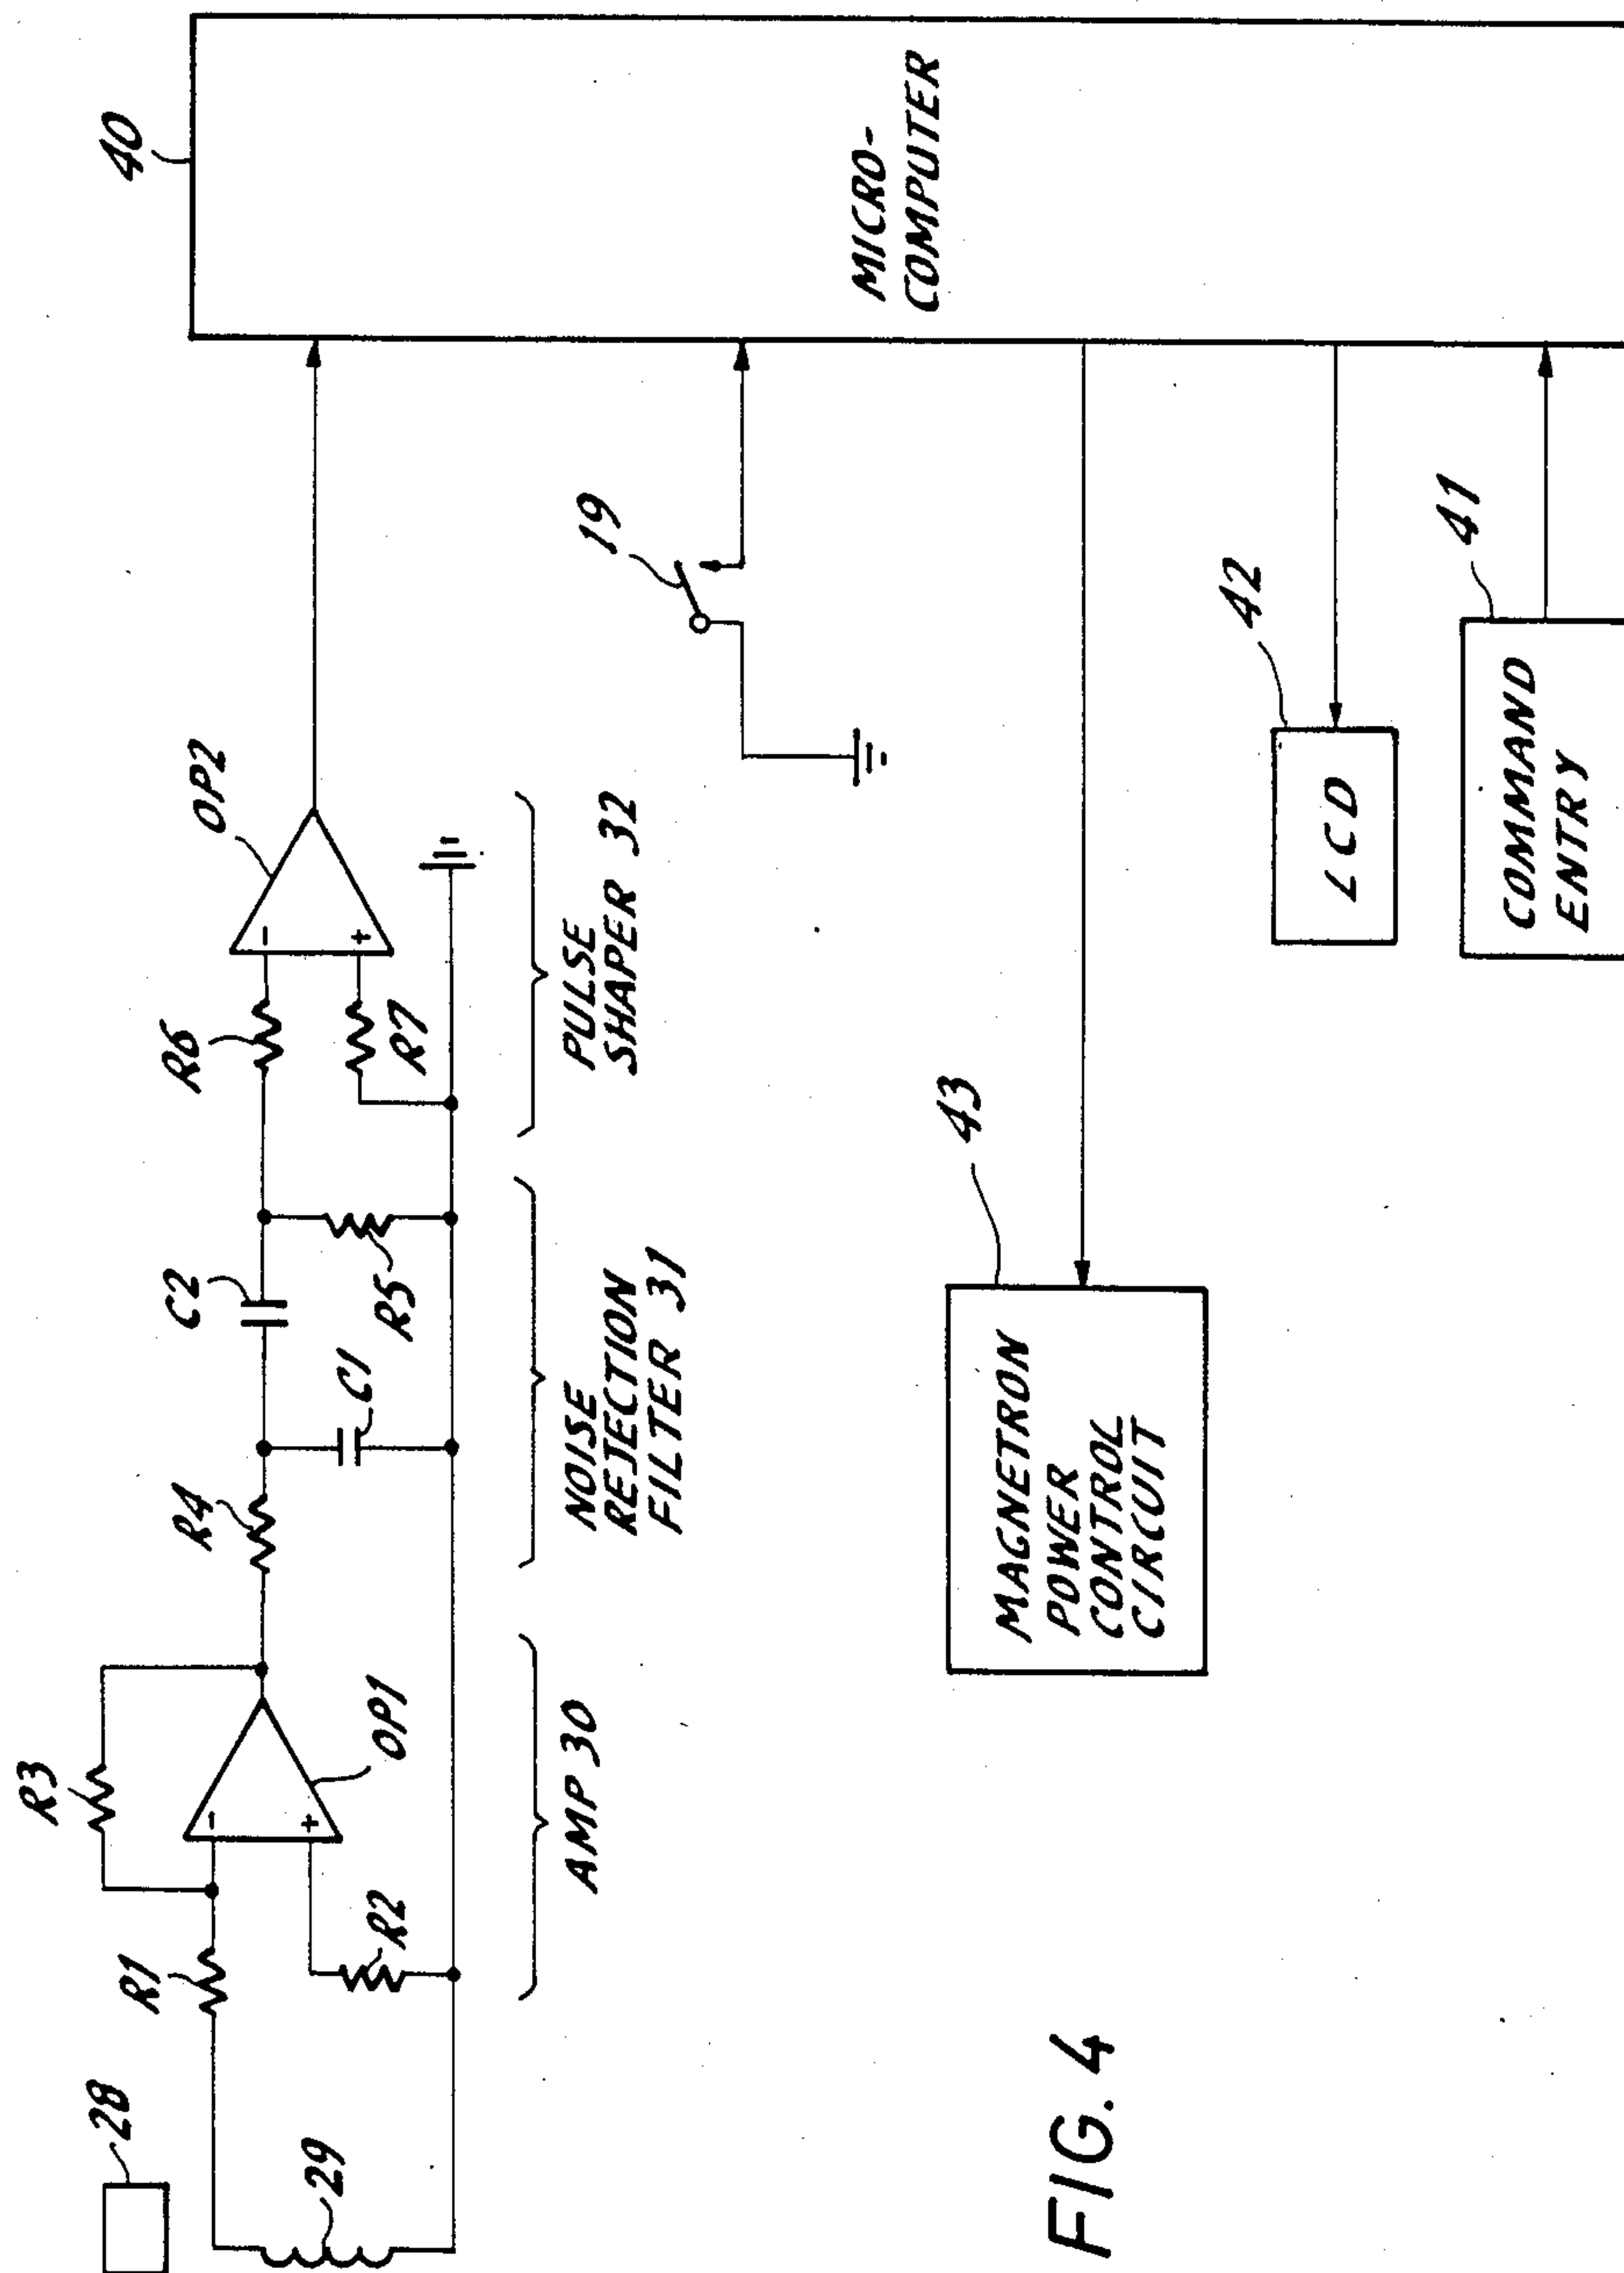 28
29
R1
R2
R3
-
+
OP1
AMP 30
R4
C1
C2
R5
NOISE
REJECTION
FILTER 31
R6
R7
-
+
OP2
PULSE
SHAPER 32
19
40
MICRO-
COMPUTER
43
MAGNETRON
POWER
CONTROL
CIRCUIT
42
LCD
41
COMMAND
ENTRY
FIG. 4